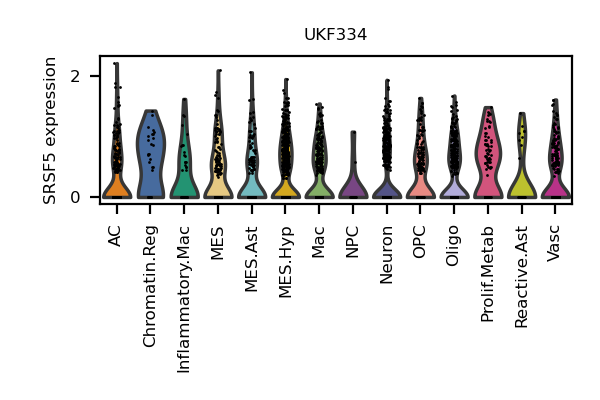 UKF334
SRSF5 expression
2
0
AC
Chromatin.Reg
Inflammatory.Mac
MES
MES.Ast
MES.Hyp
Mac
NPC
Neuron
OPC
Oligo
Prolif.Metab
Reactive.Ast
Vasc